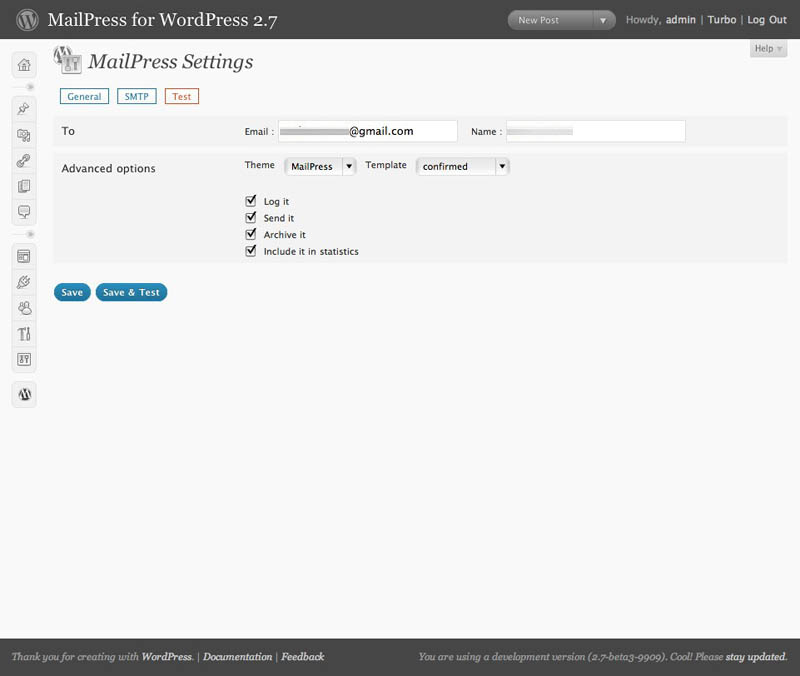 MailPress for WordPress 2.7
New Post
Howdy, admin | Turbo | Log Out
Help
MailPress Settings
General SMTP Test
To Email : @gmail.com Name :
Advanced options Theme MailPress Template confirmed
Log it
Send it
Archive it
Include it in statistics
Save Save & Test
Thank you for creating with WordPress. | Documentation | Feedback
You are using a development version (2.7-beta3-9909). Cool! Please stay updated.